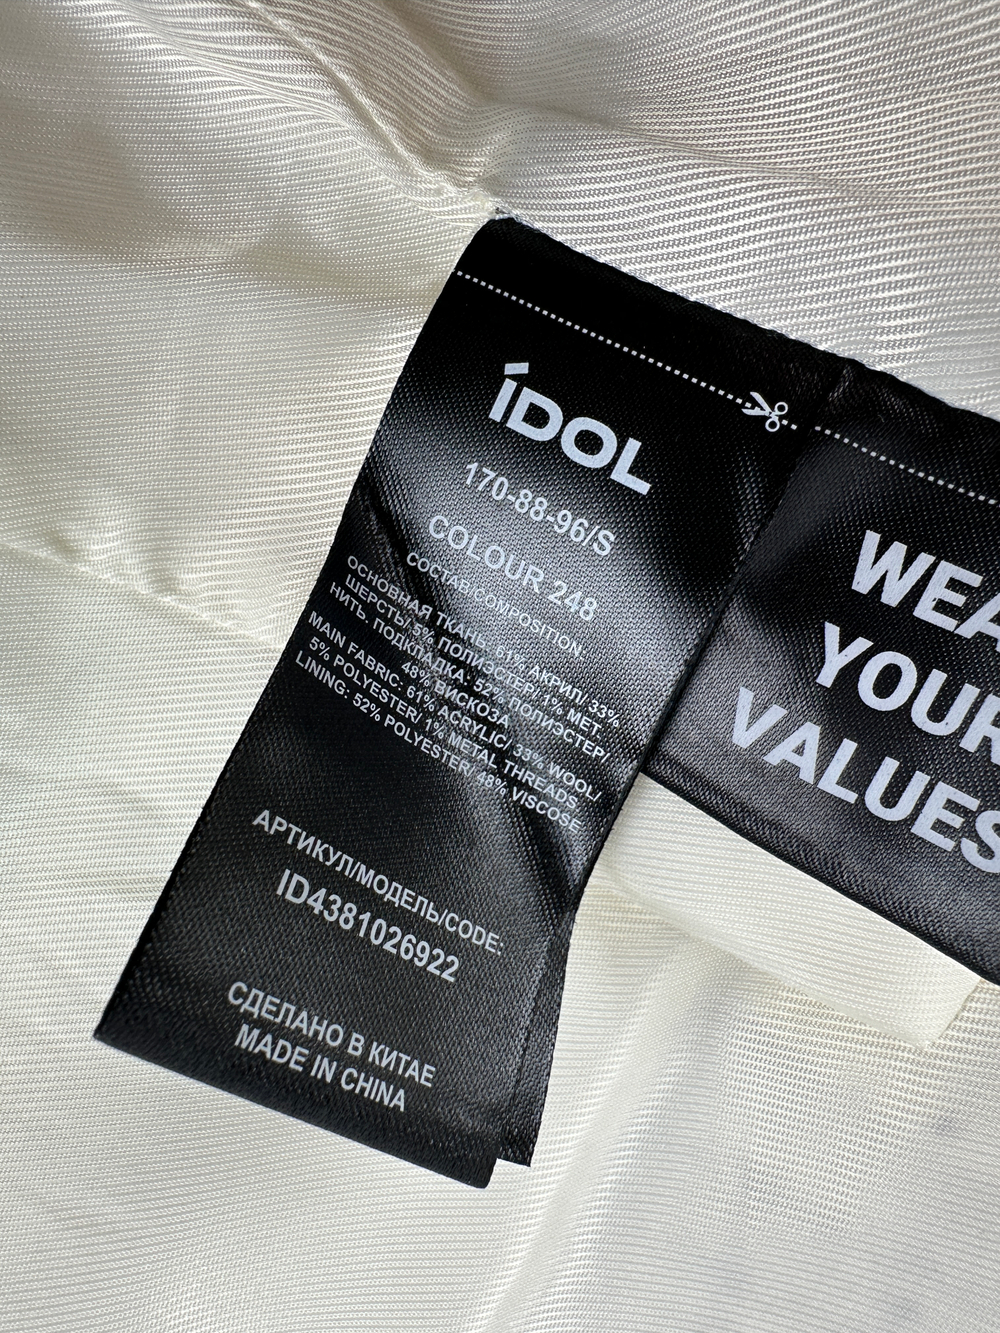 ÍDOL
170-88-96/S
COLOUR 248
СОСТАВ/COMPOSITION:
ОСНОВНАЯ ТКАНЬ: 61% АКРИЛ/ 33%
ШЕРСТЬ/ 5% ПОЛИЭСТЕР/ 1% МЕТ.
НИТЬ. ПОДКЛАДКА: 52% ПОЛИЭСТЕР/
48% ВИСКОЗА
MAIN FABRIC: 61% ACRYLIC/ 33% WOOL/
5% POLYESTER/ 1% METAL THREADS.
LINING: 52% POLYESTER/ 48% VISCOSE.
АРТИКУЛ/МОДЕЛЬ/CODE:
ID4381026922
СДЕЛАНО В КИТАЕ
MADE IN CHINA
WEA
YOUR
VALUES